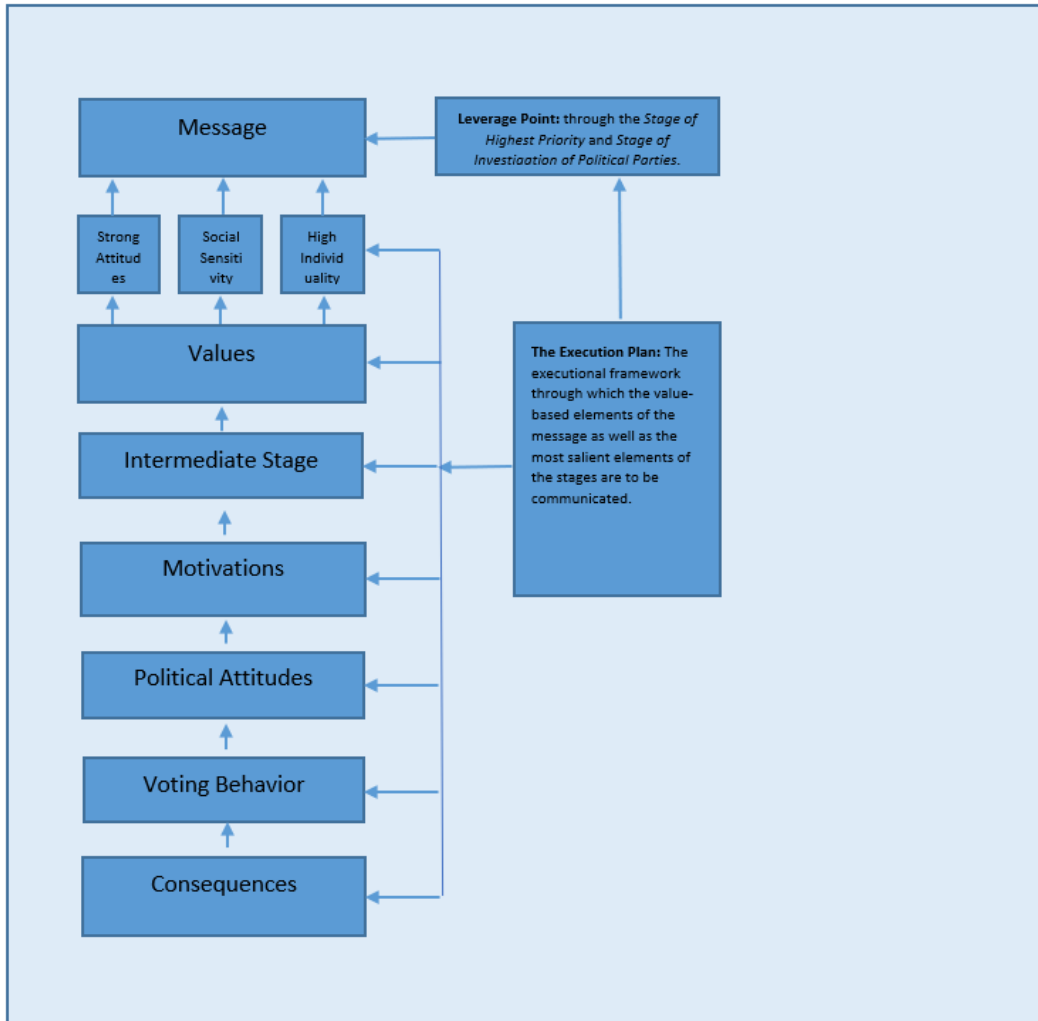 Message
Leverage Point: through the Stage of
Highest Priority and Stage of
Investigation of Political Parties.
Strong
Attitud
es
Social
Sensiti
vity
High
Individ
uality
Values
The Execution Plan: The
executional framework
through which the value-
based elements of the
message as well as the
most salient elements of
the stages are to be
communicated.
Intermediate Stage
Motivations
Political Attitudes
Voting Behavior
Consequences